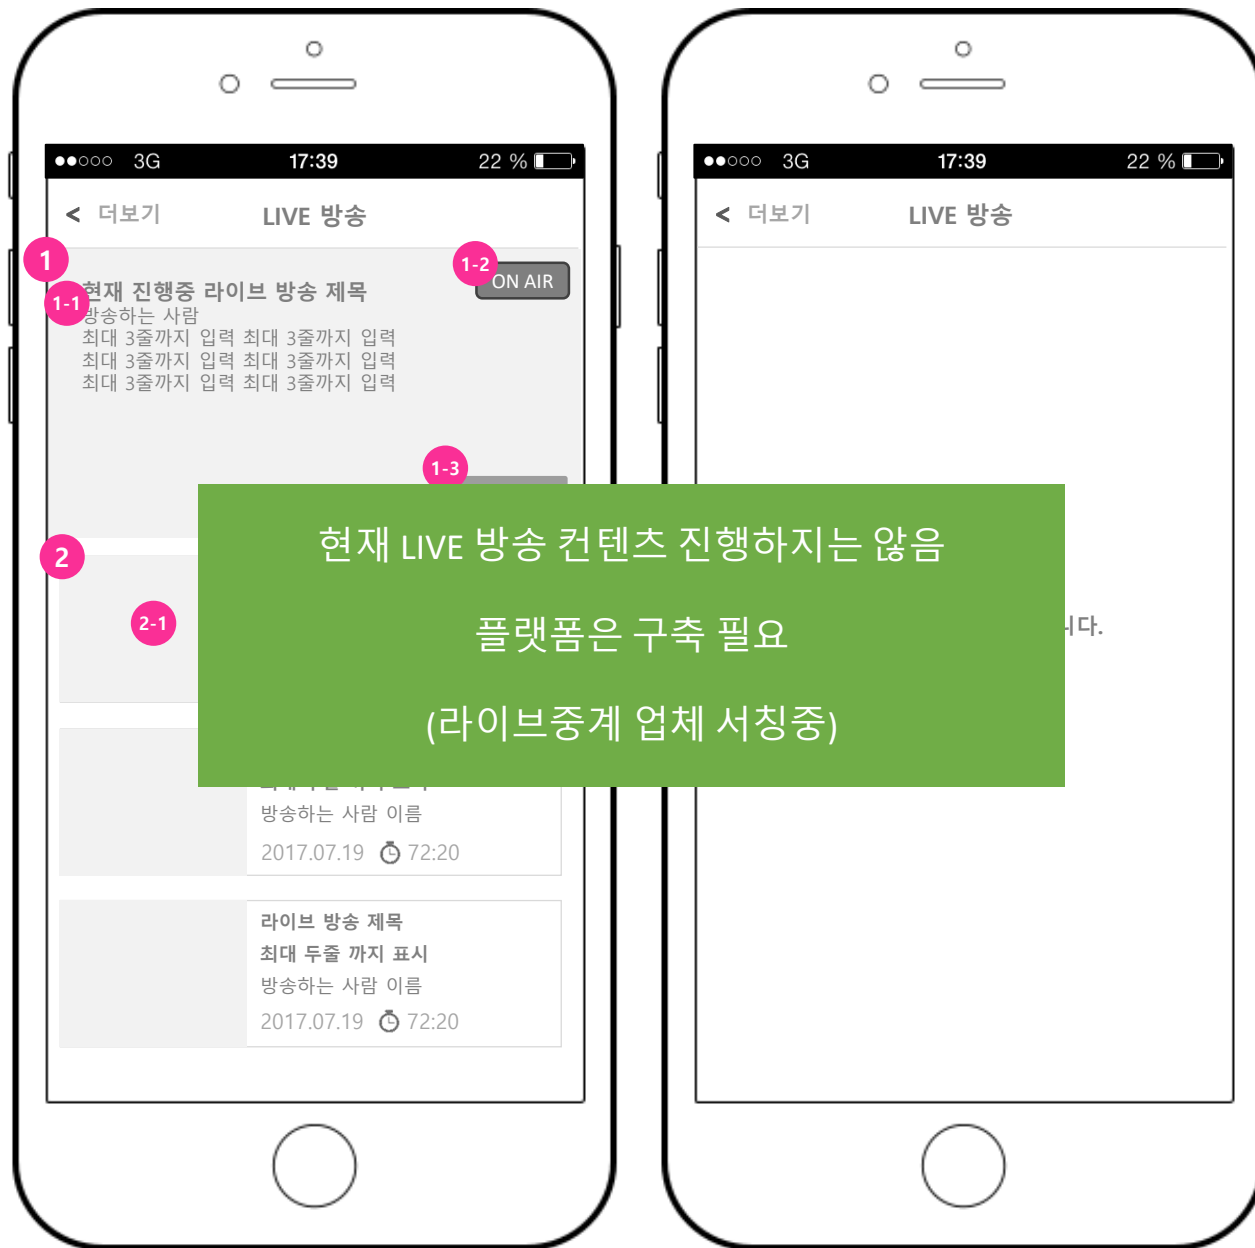 ●●○○○ 3G 17:39 22 %
< 더보기 LIVE 방송
1
1-2
ON AIR
1-1
현재 진행중 라이브 방송 제목
방송하는 사람
최대 3줄까지 입력 최대 3줄까지 입력
최대 3줄까지 입력 최대 3줄까지 입력
최대 3줄까지 입력 최대 3줄까지 입력
1-3
2
2-1
방송하는 사람 이름
2017.07.19 72:20
라이브 방송 제목
최대 두줄 까지 표시
방송하는 사람 이름
2017.07.19 72:20
현재 LIVE 방송 컨텐츠 진행하지는 않음
플랫폼은 구축 필요
(라이브중계 업체 서칭중)
●●○○○ 3G 17:39 22 %
< 더보기 LIVE 방송